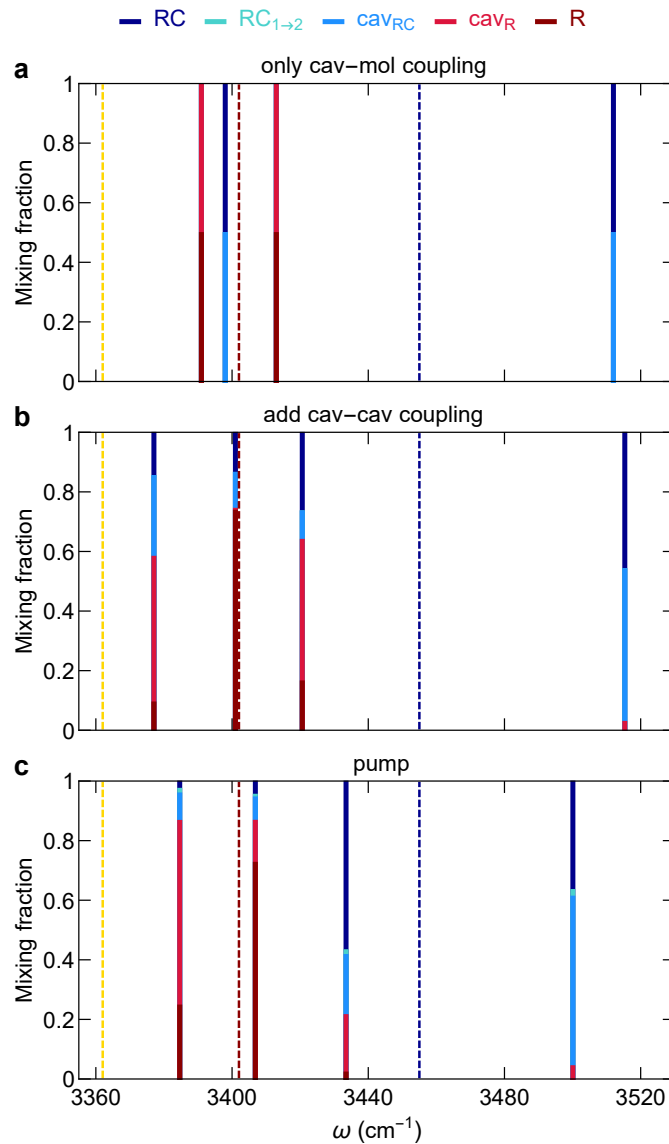 RC RC₁→₂ cav_RC cav_R R
a only cav−mol coupling
Mixing fraction
1
0.8
0.6
0.4
0.2
0
b add cav−cav coupling
Mixing fraction
1
0.8
0.6
0.4
0.2
0
c pump
Mixing fraction
1
0.8
0.6
0.4
0.2
0
3360 3400 3440 3480 3520
ω (cm⁻¹)